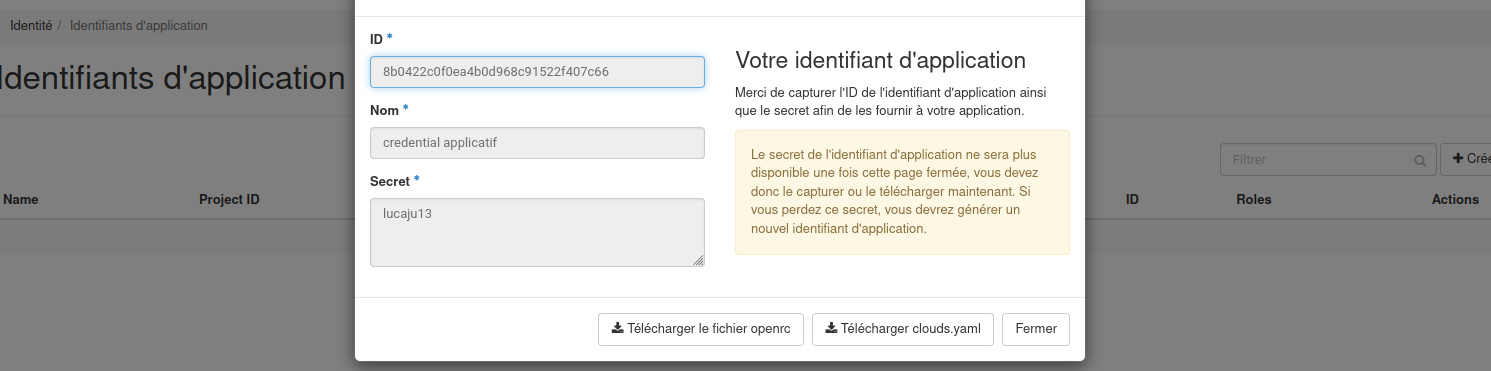 Identité / Identifiants d'application
Identifiants d'application
ID *
8b0422c0f0ea4b0d968c91522f407c66
Nom *
credential applicatif
Secret *
lucaju13
Votre identifiant d'application
Merci de capturer l'ID de l'identifiant d'application ainsi
que le secret afin de les fournir à votre application.
Le secret de l'identifiant d'application ne sera plus
disponible une fois cette page fermée, vous devez
donc le capturer ou le télécharger maintenant. Si
vous perdez ce secret, vous devrez générer un
nouvel identifiant d'application.
Filtrer
Crée
Name
Project ID
ID
Roles
Actions
Télécharger le fichier openrc
Télécharger clouds.yaml
Fermer